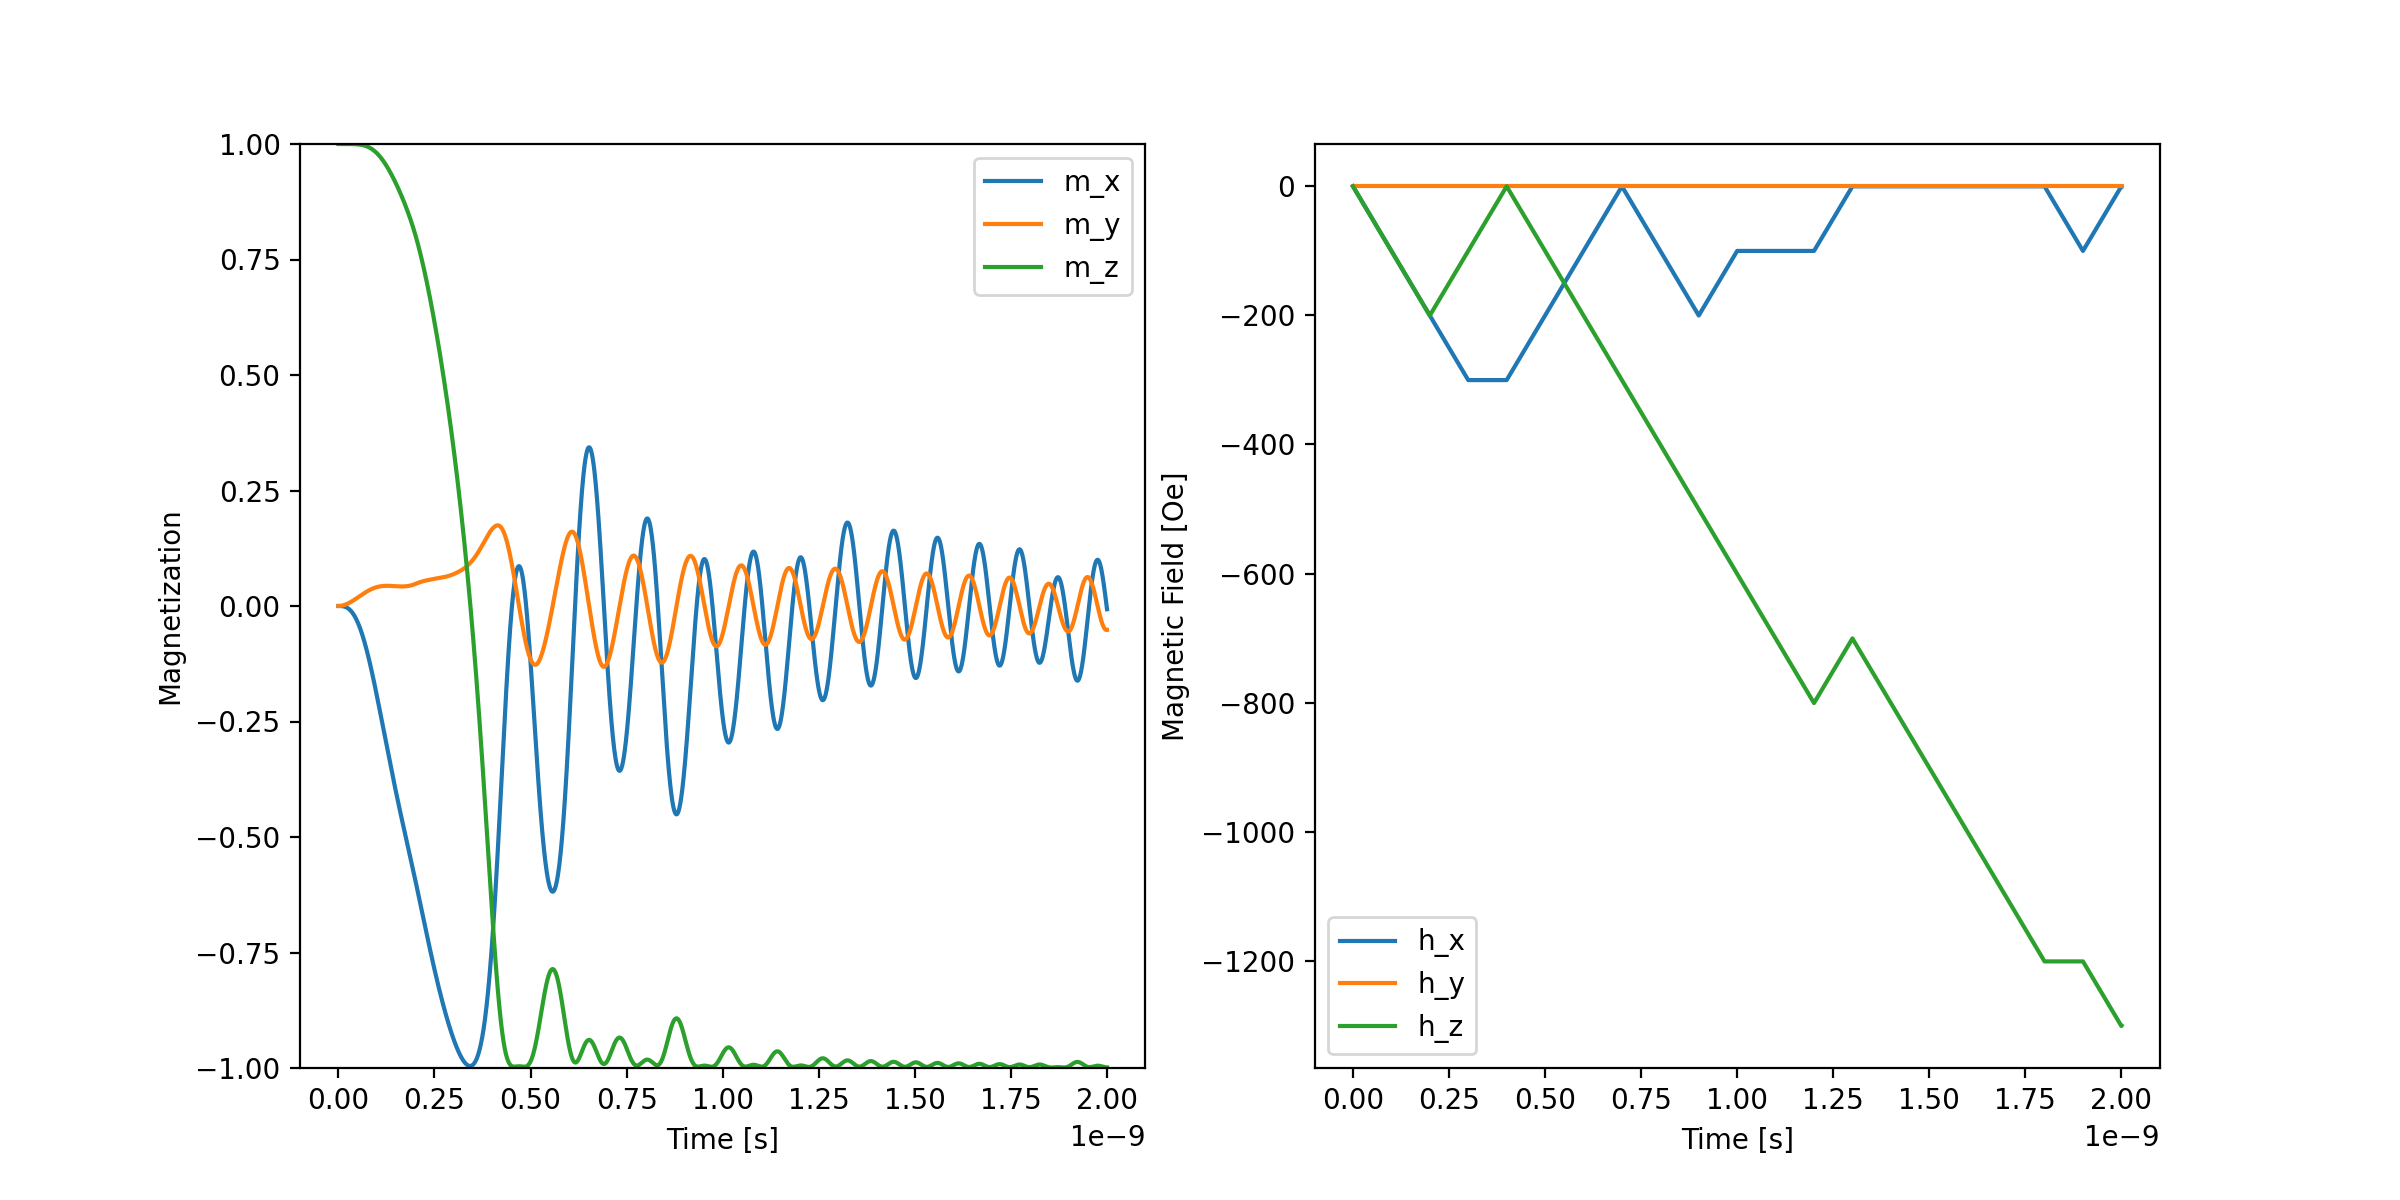 1.00
0.75
0.50
0.25
0.00
−0.25
−0.50
−0.75
−1.00
Magnetization
m_x
m_y
m_z
0.00 0.25 0.50 0.75 1.00 1.25 1.50 1.75 2.00
Time [s]
1e−9
0
−200
−400
−600
−800
−1000
−1200
Magnetic Field [Oe]
h_x
h_y
h_z
0.00 0.25 0.50 0.75 1.00 1.25 1.50 1.75 2.00
Time [s]
1e−9